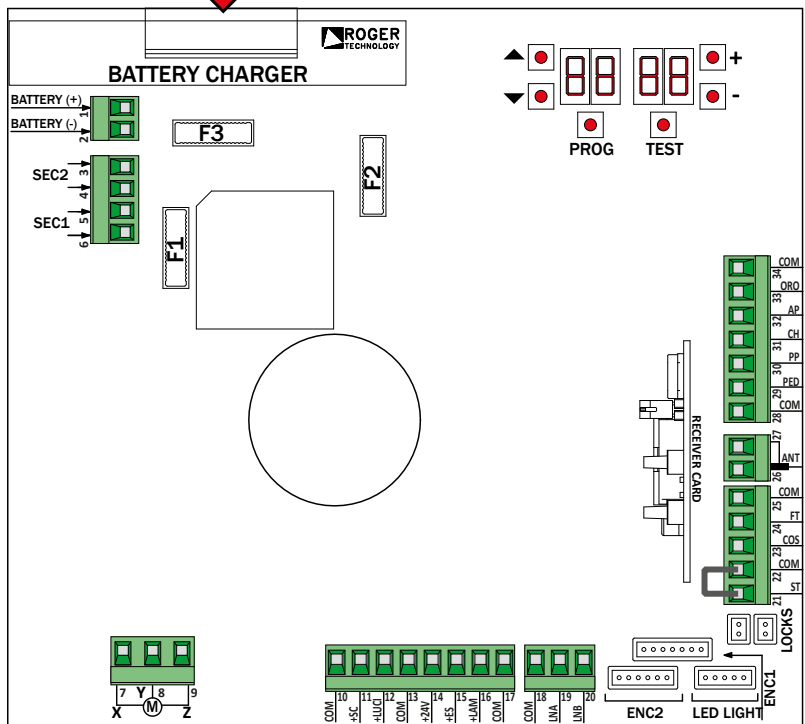 ROGER
TECHNOLOGY
BATTERY CHARGER
BATTERY (+)
1
BATTERY (-)
2
SEC2
3
4
SEC1
5
6
F3
F2
F1
+
-
PROG
TEST
COM
34
ORO
33
AP
32
CH
31
PP
30
PED
29
COM
28
27
ANT
26
COM
25
FT
24
COS
23
COM
22
ST
21
RECEIVER CARD
LOCKS
ENC1
ENC2
LED LIGHT
7
8
9
X
Y
M
Z
COM
10
+SC
11
+LUCI
12
COM
13
+24V
14
+ES
15
+LAM
16
COM
17
COM
18
LNA
19
LNB
20